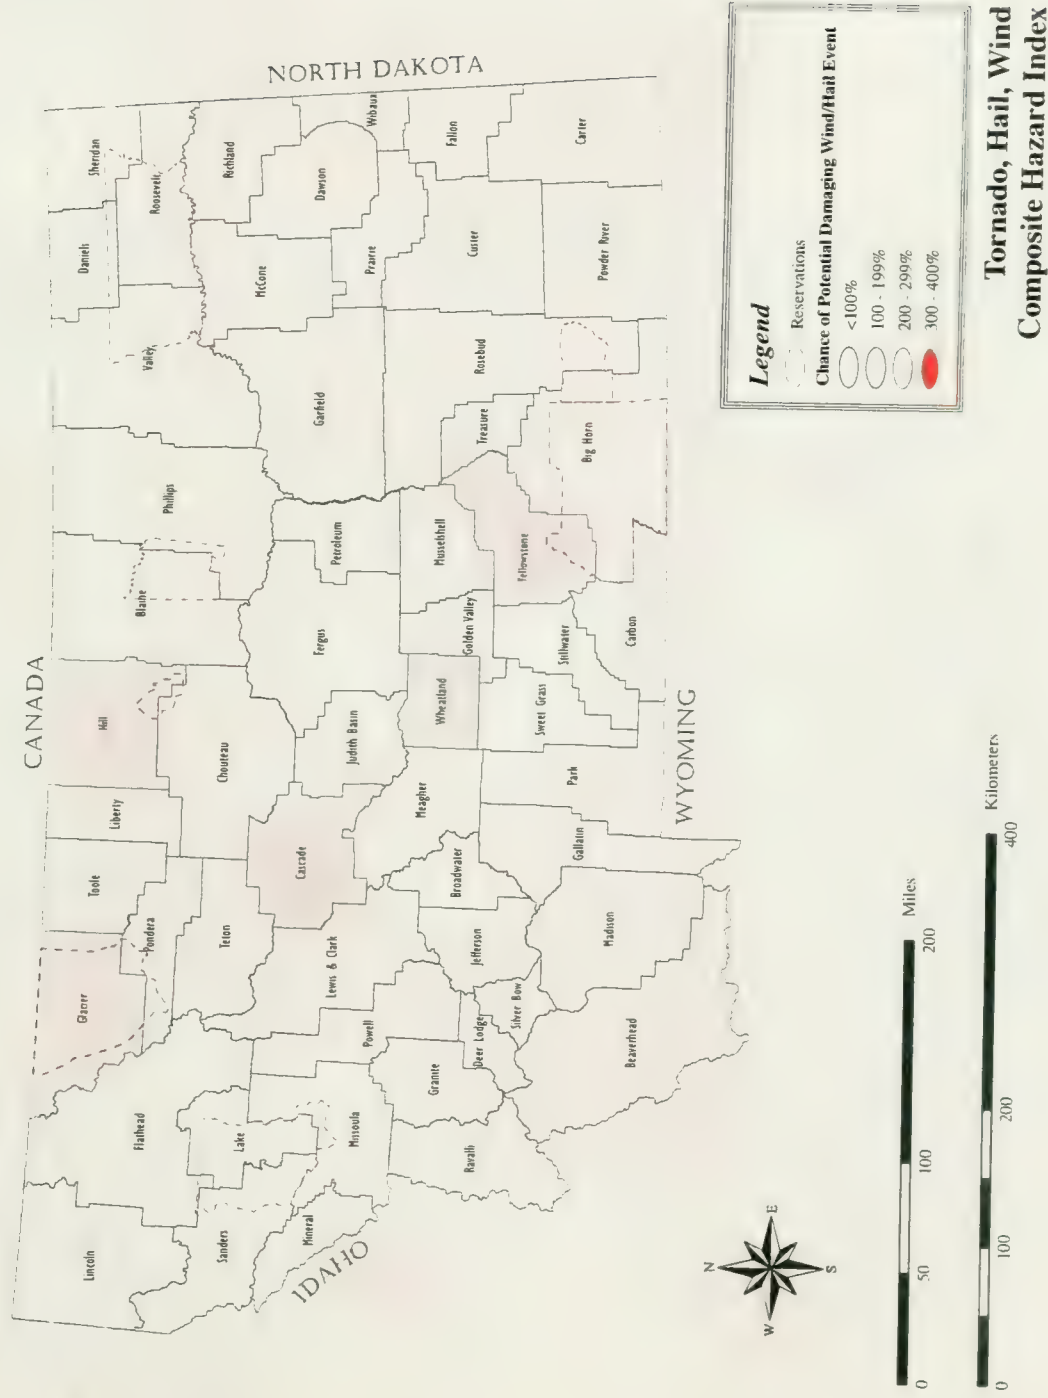 CANADA
NORTH DAKOTA
WYOMING
IDAHO
Lincoln
Flathead
Glacier
Toole
Liberty
Hill
Blaine
Phillips
Valley
Daniels
Sheridan
Roosevelt
Sanders
Lake
Pondera
Teton
Chouteau
Richland
McCone
Dawson
Wibaux
Prairie
Mineral
Missoula
Powell
Lewis & Clark
Cascade
Judith Basin
Fergus
Petroleum
Garfield
Ravalli
Granite
Deer Lodge
Silver Bow
Jefferson
Broadwater
Meagher
Wheatland
Golden Valley
Musselshell
Treasure
Rosebud
Custer
Fallon
Carter
Powder River
Beaverhead
Madison
Gallatin
Park
Sweet Grass
Stillwater
Carbon
Yellowstone
Big Horn
N
W
E
S
0
50
100
200
Miles
0
100
200
400
Kilometers
Legend
Reservations
Chance of Potential Damaging Wind/Hail Event
<100%
100 - 199%
200 - 299%
300 - 400%
Tornado, Hail, Wind
Composite Hazard Index